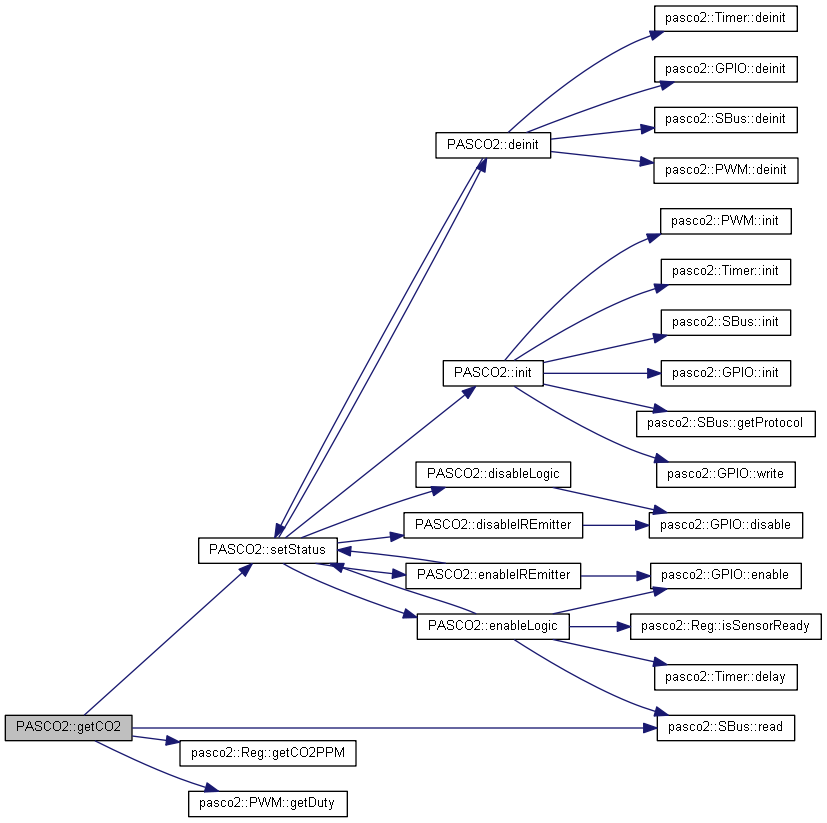 pasco2::Timer::deinit
pasco2::GPIO::deinit
pasco2::SBus::deinit
PASCO2::deinit
pasco2::PWM::deinit
pasco2::PWM::init
pasco2::Timer::init
pasco2::SBus::init
PASCO2::init
pasco2::GPIO::init
pasco2::SBus::getProtocol
PASCO2::disableLogic
pasco2::GPIO::write
PASCO2::disableIREmitter
pasco2::GPIO::disable
PASCO2::setStatus
PASCO2::enableIREmitter
pasco2::GPIO::enable
PASCO2::enableLogic
pasco2::Reg::isSensorReady
pasco2::Timer::delay
PASCO2::getCO2
pasco2::SBus::read
pasco2::Reg::getCO2PPM
pasco2::PWM::getDuty